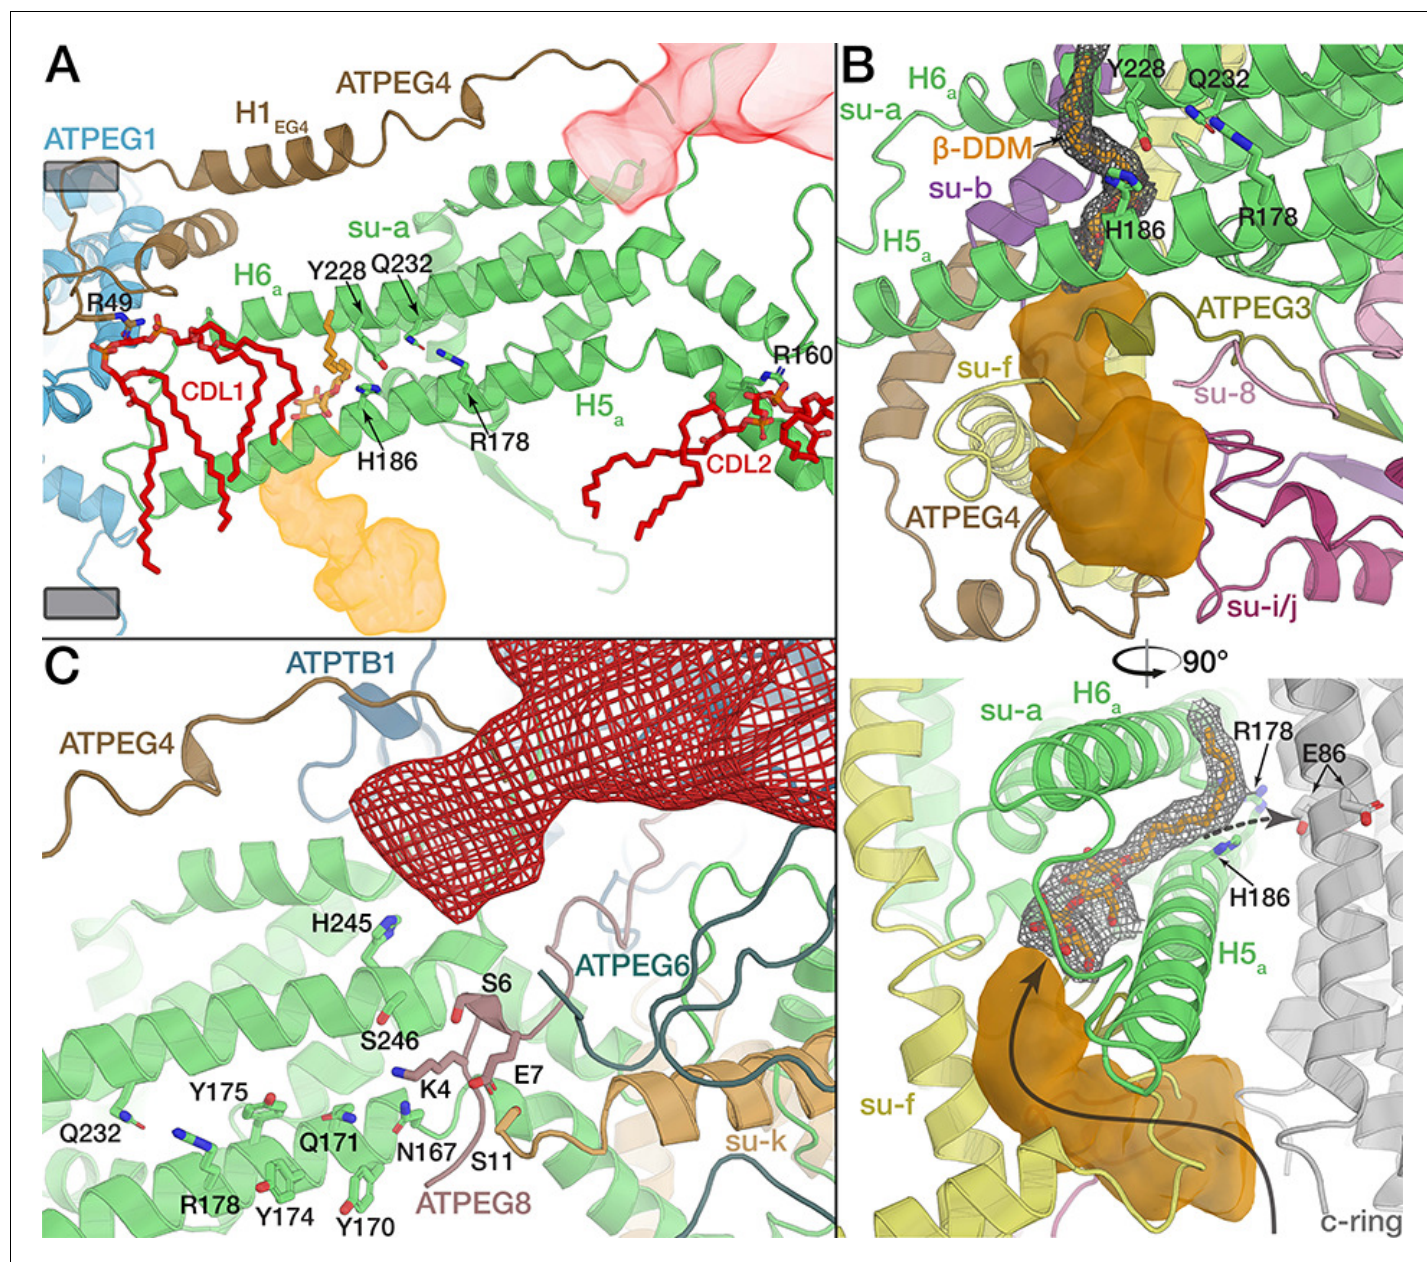 A
ATPEG4
H1EG4
ATPEG1
su-a
H6a
Y228
Q232
R49
CDL1
R160
H5a
R178
H186
CDL2
B
H6a
Y228
Q232
su-a
β-DDM
su-b
H186
R178
H5a
ATPEG3
su-f
su-8
ATPEG4
su-i/j
90°
H6a
su-a
R178
E86
H186
H5a
su-f
c-ring
C
ATPTB1
ATPEG4
H245
ATPEG6
S6
S246
K4
E7
Y175
Q232
Q171
N167
S11
su-k
R178
Y174
Y170
ATPEG8